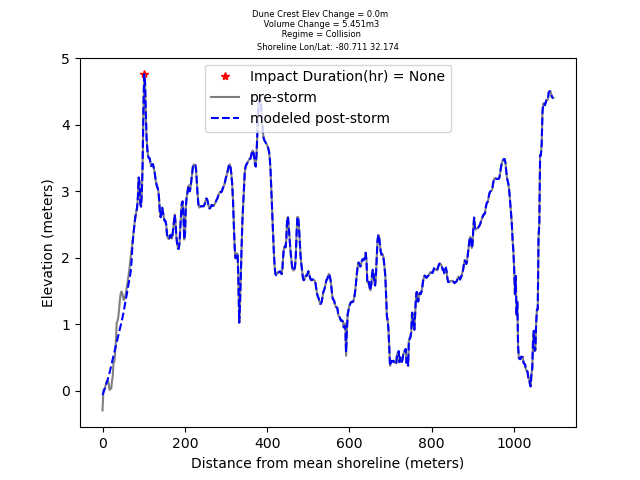 Dune Crest Elev Change = 0.0m
Volume Change = 5.451m3
Regime = Collision
Shoreline Lon/Lat: -80.711 32.174
Impact Duration(hr) = None
pre-storm
modeled post-storm
Elevation (meters)
5
4
3
2
1
0
0 200 400 600 800 1000
Distance from mean shoreline (meters)